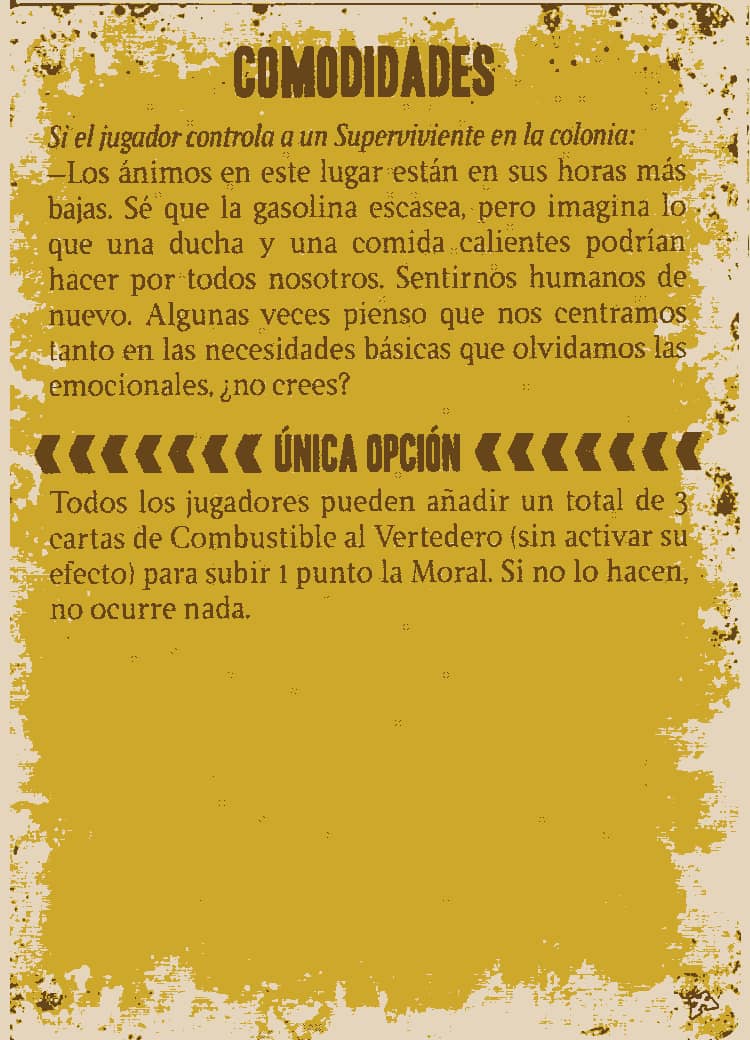 COMODIDADES
Si el jugador controla a un Superviviente en la colonia:
—Los ánimos en este lugar están en sus horas más
bajas. Sé que la gasolina escasea, pero imagina lo
que una ducha y una comida calientes podrían
hacer por todos nosotros. Sentirnos humanos de
nuevo. Algunas veces pienso que nos centramos
tanto en las necesidades básicas que olvidamos las
emocionales, ¿no crees?
ÚNICA OPCIÓN
Todos los jugadores pueden añadir un total de 3
cartas de Combustible al Vertedero (sin activar su
efecto) para subir 1 punto la Moral. Si no lo hacen,
no ocurre nada.